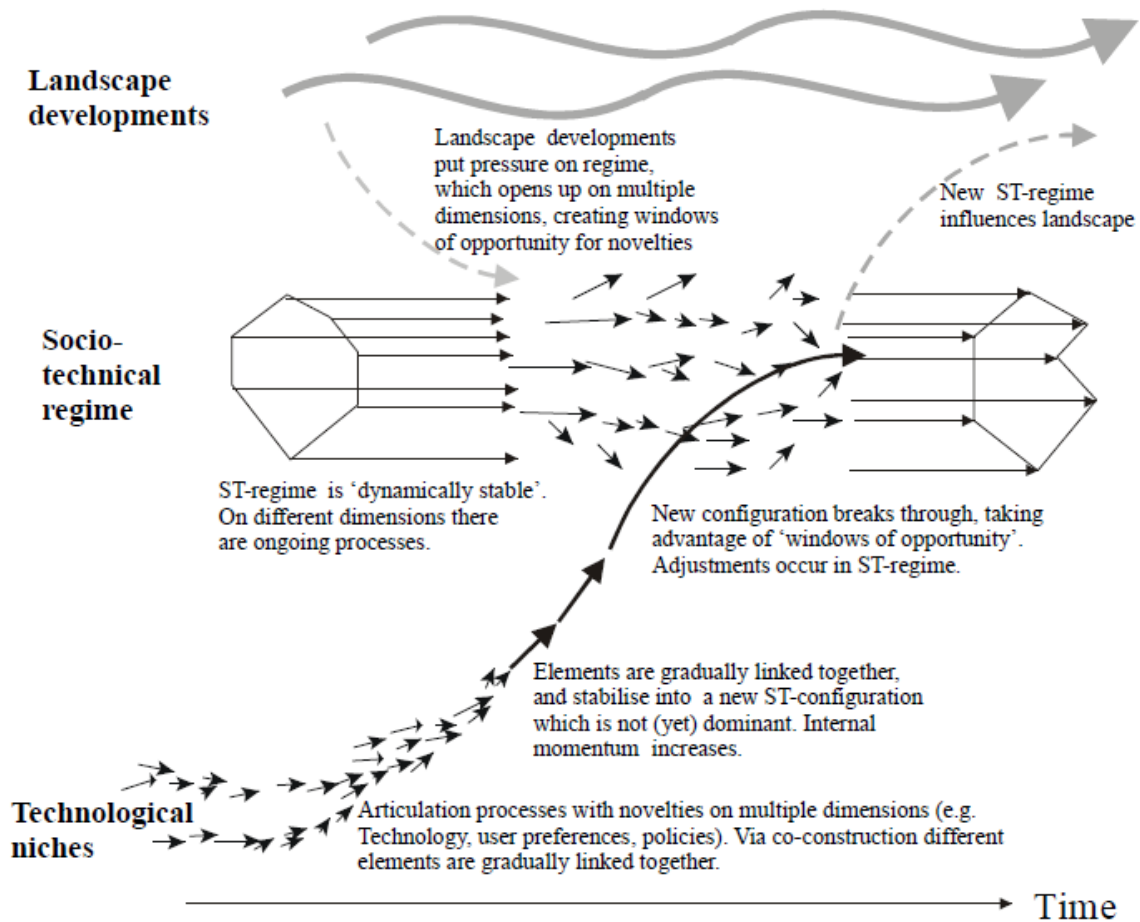 Landscape
developments
Landscape developments
put pressure on regime,
which opens up on multiple
dimensions, creating windows
of opportunity for novelties
New ST-regime
influences landscape
Socio-
technical
regime
ST-regime is ‘dynamically stable’.
On different dimensions there
are ongoing processes.
New configuration breaks through, taking
advantage of ‘windows of opportunity’.
Adjustments occur in ST-regime.
Elements are gradually linked together,
and stabilise into a new ST-configuration
which is not (yet) dominant. Internal
momentum increases.
Technological
niches
Articulation processes with novelties on multiple dimensions (e.g.
Technology, user preferences, policies). Via co-construction different
elements are gradually linked together.
Time